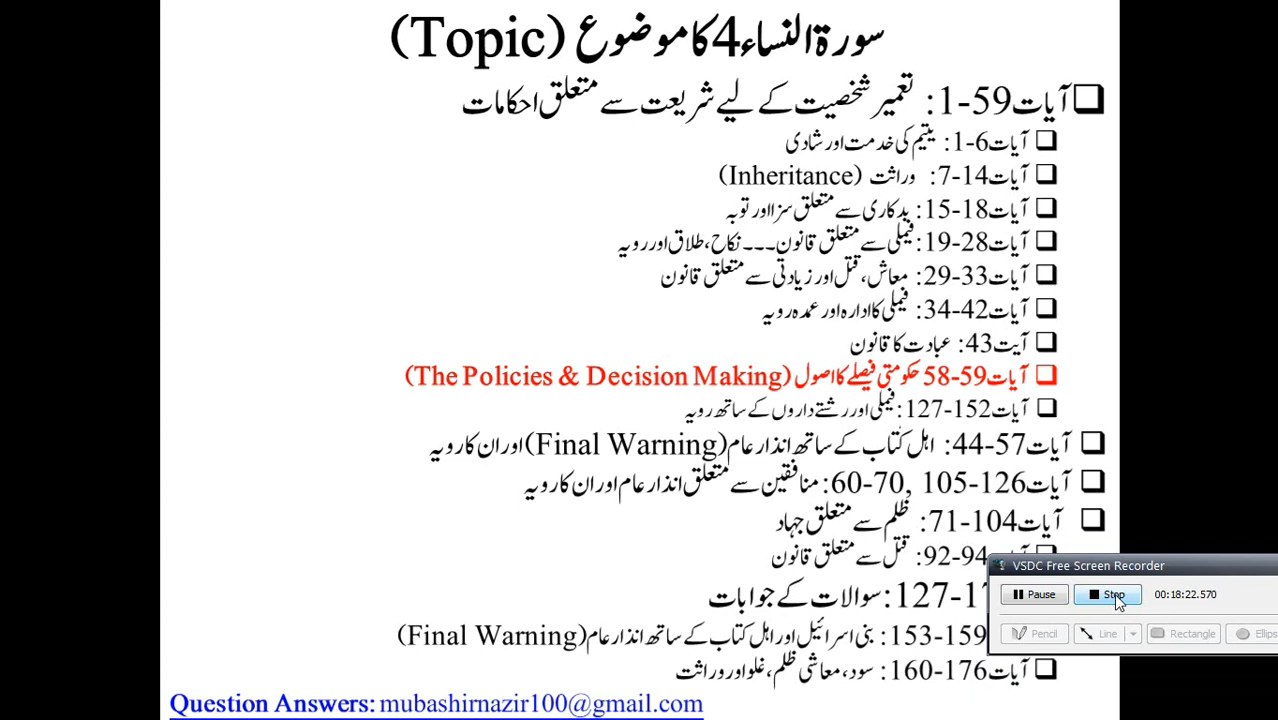 سورۃ النساء 4 کا موضوع (Topic)
آیات 1-59: تعمیر شخصیت کے لیے شریعت سے متعلق احکامات
آیات 1-6: یتیم کی خدمت اور شادی
آیات 7-14: وراثت (Inheritance)
آیات 15-18: بدکاری سے متعلق سزا اور توبہ
آیات 19-28: فیملی سے متعلق قانون۔۔۔ نکاح، طلاق اور رویہ
آیات 29-33: معاش، قتل اور زیادتی سے متعلق قانون
آیات 34-42: فیملی کا ادارہ اور عمدہ رویہ
آیت 43: عبادت کا قانون
آیات 58-59 حکومتی فیصلے کا اصول (The Policies & Decision Making)
آیات 127-152: فیملی اور رشتے داروں کے ساتھ رویہ
آیات 44-57: اہل کتاب کے ساتھ انذار عام (Final Warning) اور ان کا رویہ
آیات 60-70, 105-126: منافقین سے متعلق انذار عام اور ان کا رویہ
آیات 71-104: ظلم سے متعلق جہاد
92-94: قتل سے متعلق قانون
127-1: سوالات کے جوابات
153-159: بنی اسرائیل اور اہل کتاب کے ساتھ انذار عام (Final Warning)
آیات 160-176: سود، معاشی ظلم، غلو اور وراثت
Question Answers: mubashirnazir100@gmail.com
VSDC Free Screen Recorder
Pause Stop 00:18:22.570
Pencil Line Rectangle Ellips